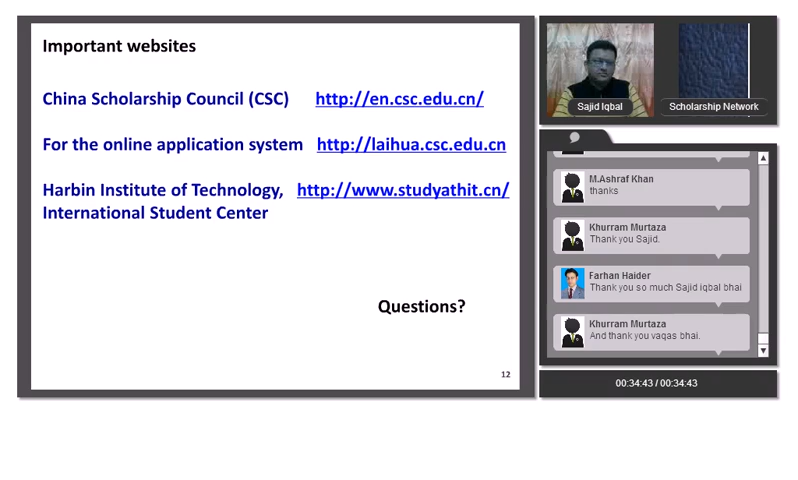 Important websites
China Scholarship Council (CSC) http://en.csc.edu.cn/
For the online application system http://laihua.csc.edu.cn
Harbin Institute of Technology, http://www.studyathit.cn/
International Student Center
Questions?
12
Sajid Iqbal
Scholarship Network
M.Ashraf Khan
thanks
Khurram Murtaza
Thank you Sajid.
Farhan Haider
Thank you so much Sajid iqbal bhai
Khurram Murtaza
And thank you vaqas bhai.
00:34:43 / 00:34:43